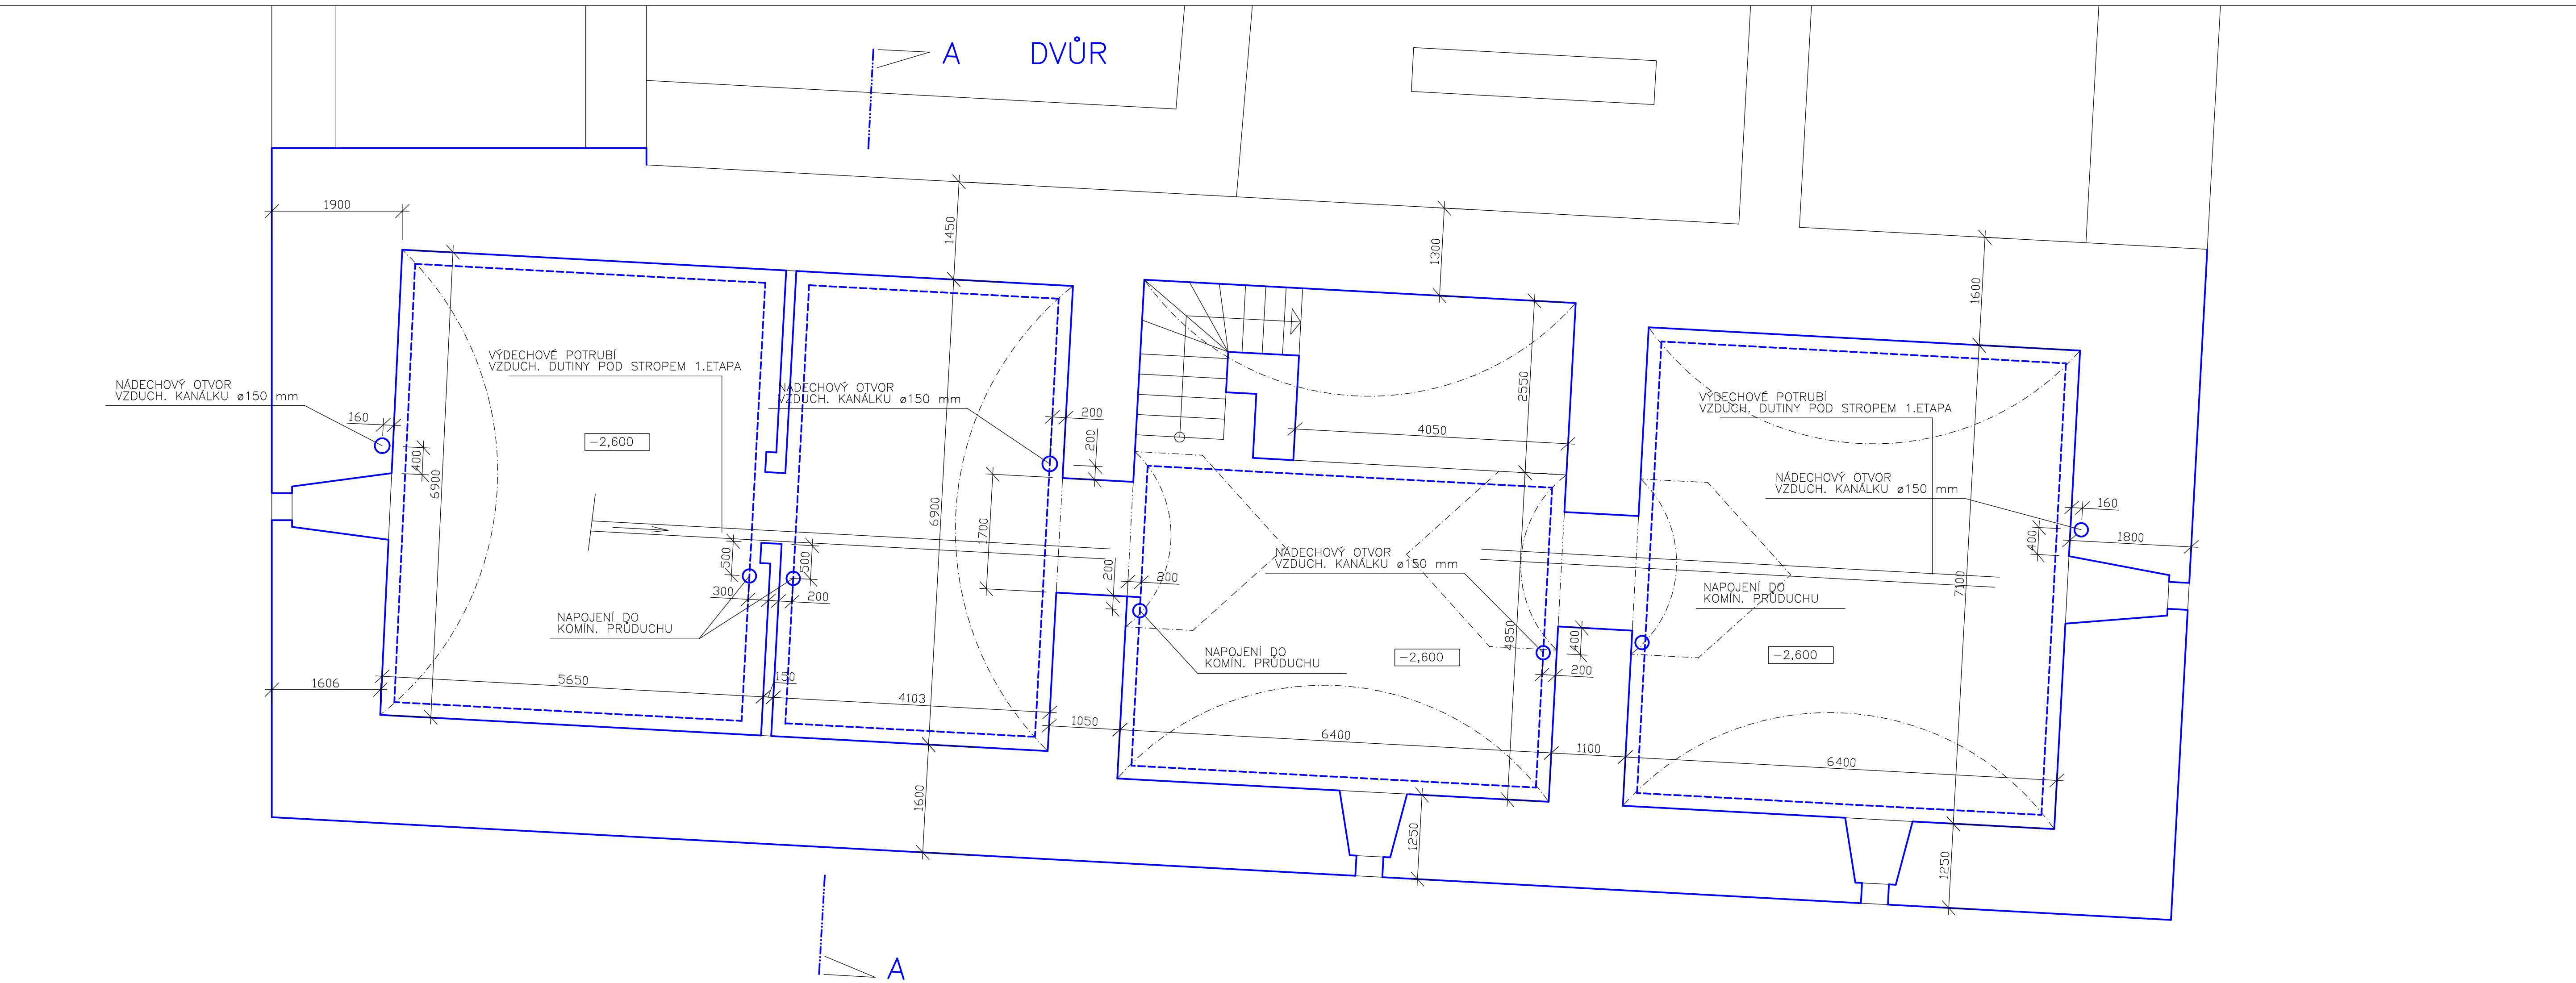 A DVŮR
1900
1450
1300
1600
VÝDECHOVÉ POTRUBÍ
VZDUCH. DUTINY POD STROPEM 1.ETAPA
NÁDECHOVÝ OTVOR
VZDUCH. KANÁLKU ø150 mm
160
400
6900
-2,600
NÁDECHOVÝ OTVOR
VZDUCH. KANÁLKU ø150 mm
200
200
6900
1700
2550
4050
VÝDECHOVÉ POTRUBÍ
VZDUCH. DUTINY POD STROPEM 1.ETAPA
NÁDECHOVÝ OTVOR
VZDUCH. KANÁLKU ø150 mm
160
400
1800
7100
500
500
300
200
NAPOJENÍ DO
KOMÍN. PRŮDUCHU
200
200
NÁDECHOVÝ OTVOR
VZDUCH. KANÁLKU ø150 mm
NAPOJENÍ DO
KOMÍN. PRŮDUCHU
NAPOJENÍ DO
KOMÍN. PRŮDUCHU
-2,600
4850
400
200
-2,600
1606
5650
150
4103
1050
6400
1100
6400
1600
1250
1250
A